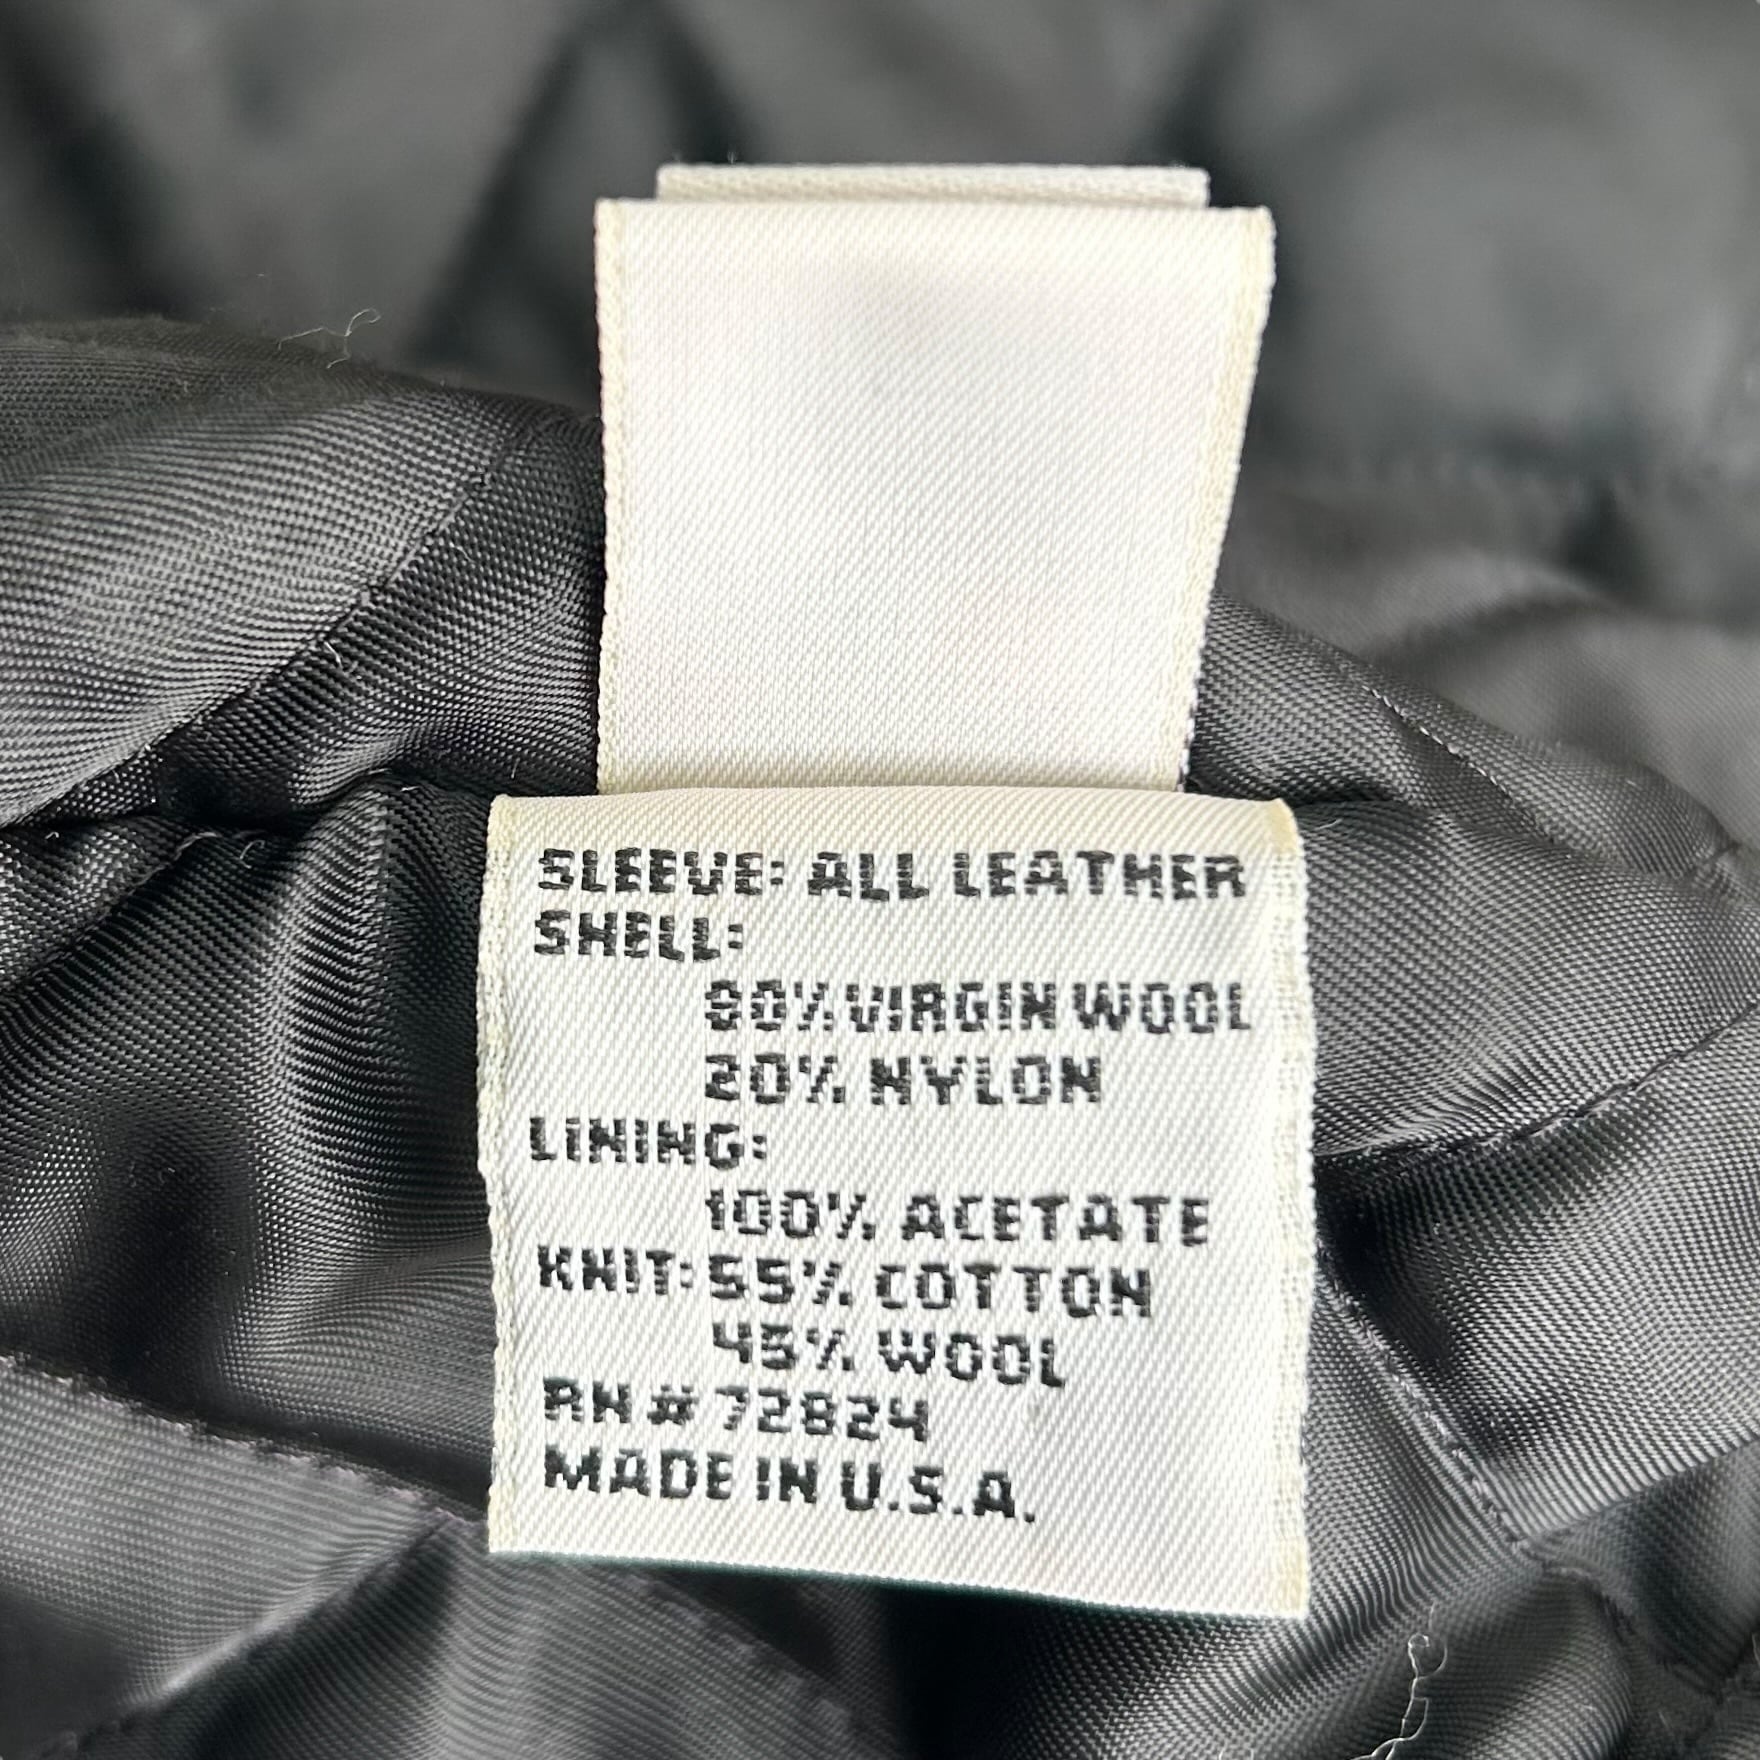 SLEEVE: ALL LEATHER
SHELL:
80% VIRGIN WOOL
20% NYLON
LINING:
100% ACETATE
KNIT: 55% COTTON
45% WOOL
RN # 72824
MADE IN U.S.A.